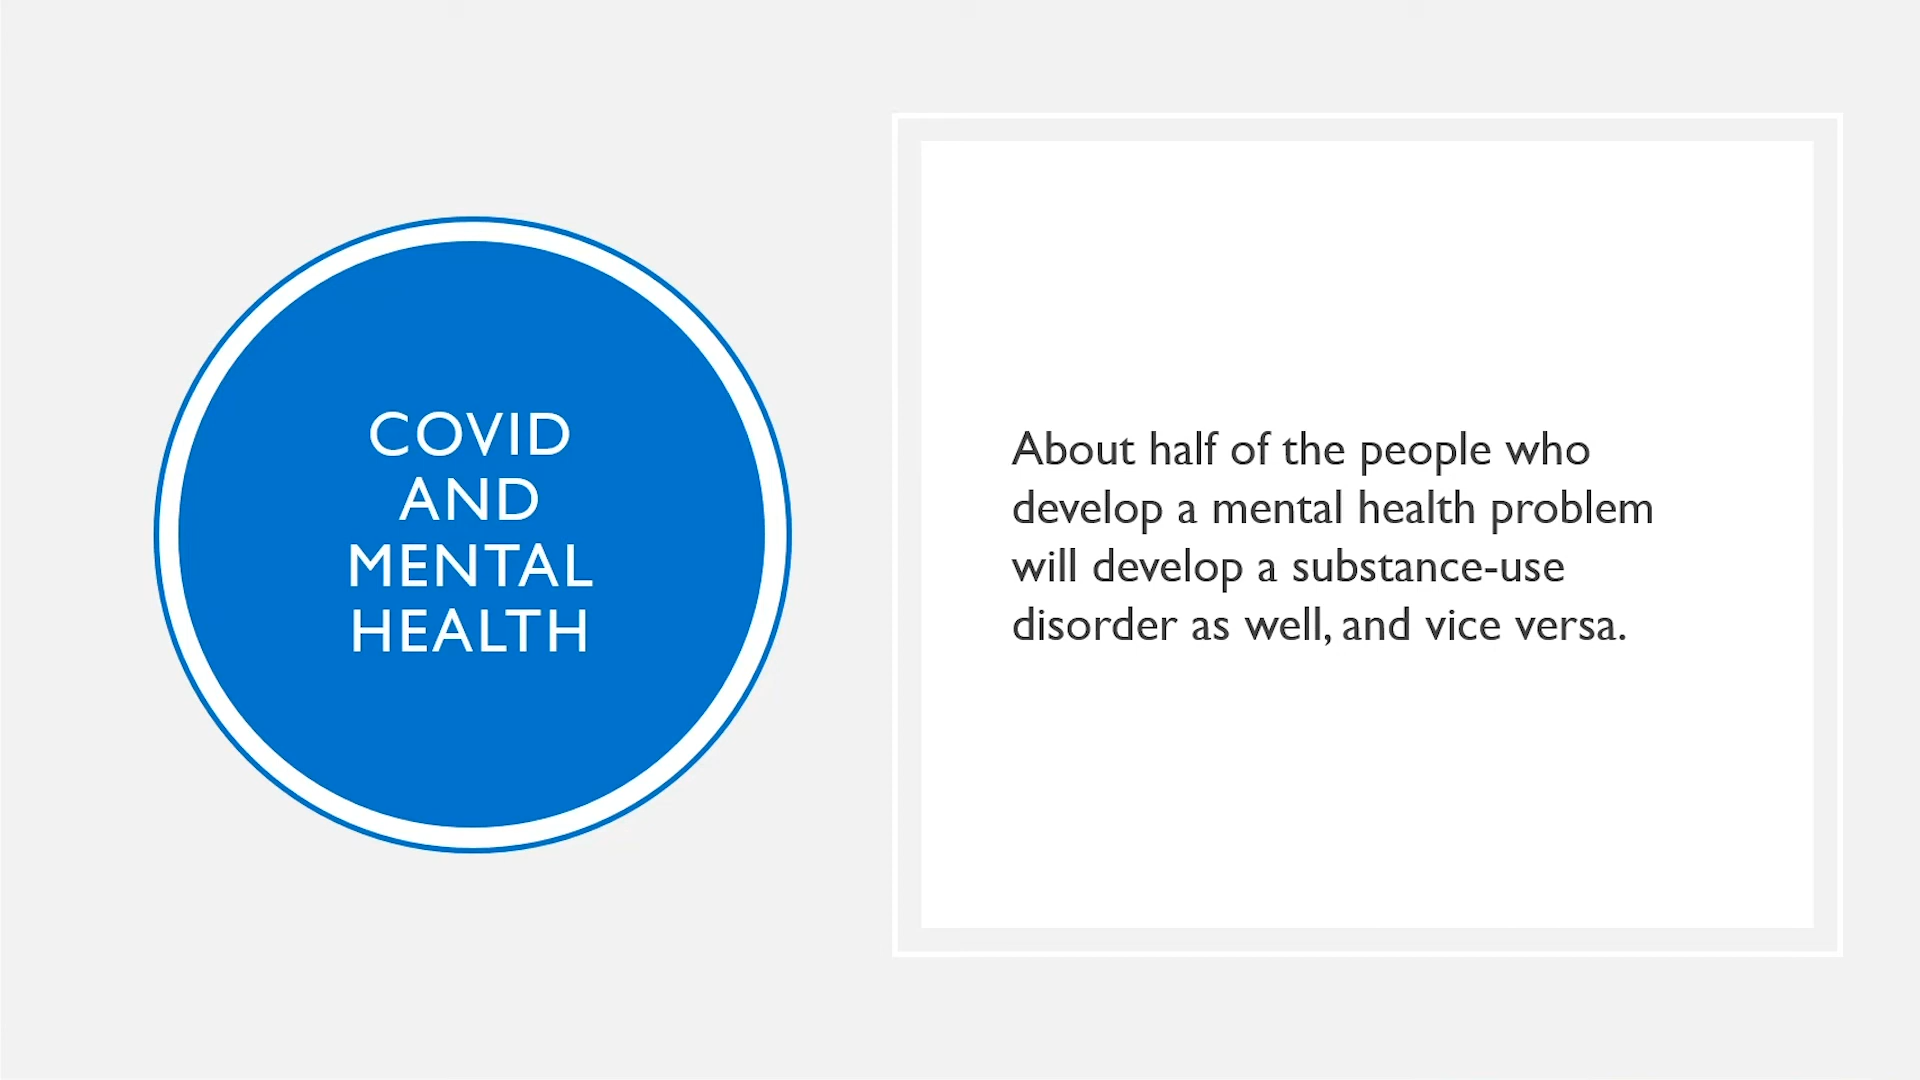 COVID
AND
MENTAL
HEALTH
About half of the people who
develop a mental health problem
will develop a substance-use
disorder as well, and vice versa.